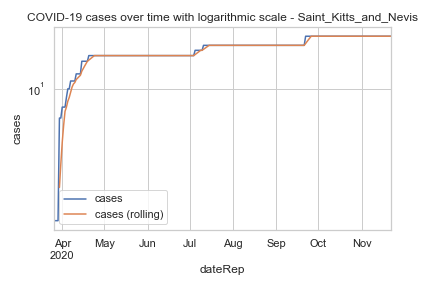 COVID-19 cases over time with logarithmic scale - Saint_Kitts_and_Nevis
cases
10¹
cases
cases (rolling)
Apr May Jun Jul Aug Sep Oct Nov
2020
dateRep